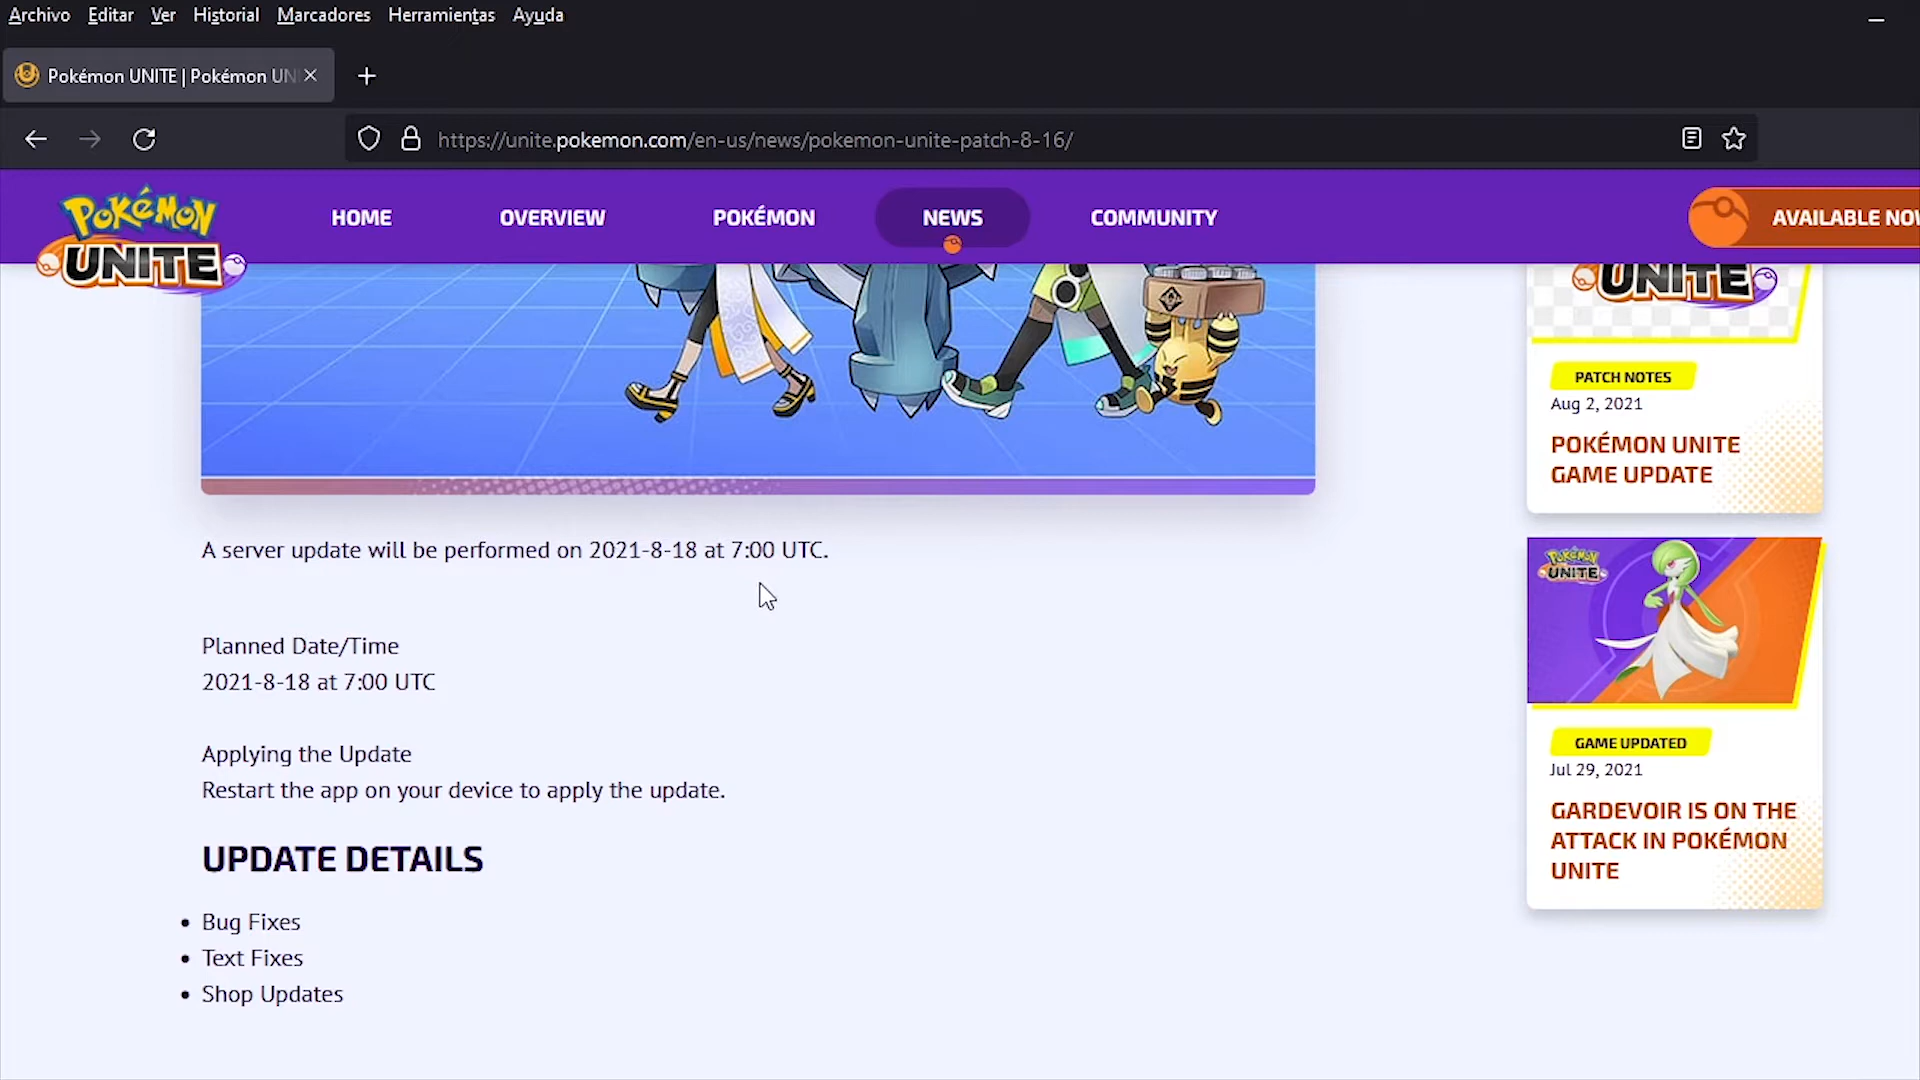 Archivo Editar Ver Historial Marcadores Herramientas Ayuda
Pokémon UNITE | Pokémon UN
https://unite.pokemon.com/en-us/news/pokemon-unite-patch-8-16/
POKéMON
UNITE
HOME OVERVIEW POKÉMON NEWS COMMUNITY AVAILABLE NOW
UNITE
PATCH NOTES
Aug 2, 2021
POKÉMON UNITE
GAME UPDATE
A server update will be performed on 2021-8-18 at 7:00 UTC.
Planned Date/Time
2021-8-18 at 7:00 UTC
Applying the Update
Restart the app on your device to apply the update.
UPDATE DETAILS
Bug Fixes
Text Fixes
Shop Updates
POKéMON
UNITE
GAME UPDATED
Jul 29, 2021
GARDEVOIR IS ON THE
ATTACK IN POKÉMON
UNITE